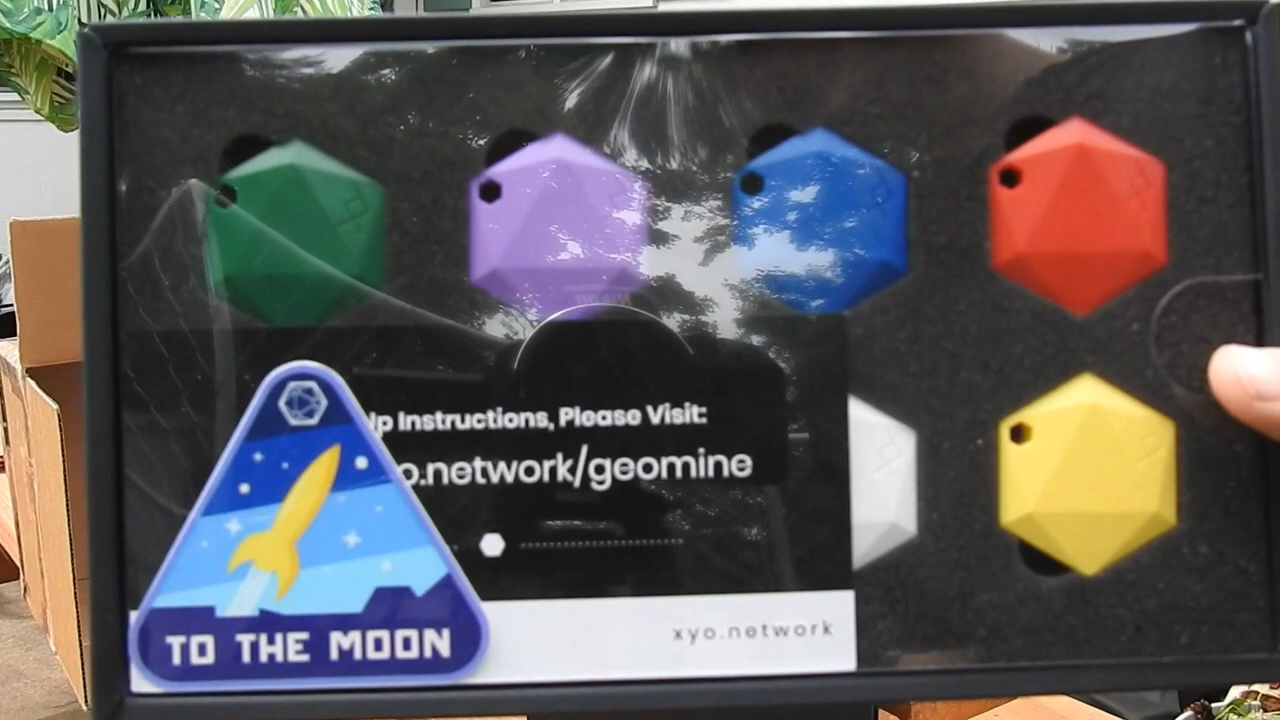 Instructions, Please Visit:
o.network/geomine
TO THE MOON
xyo.network